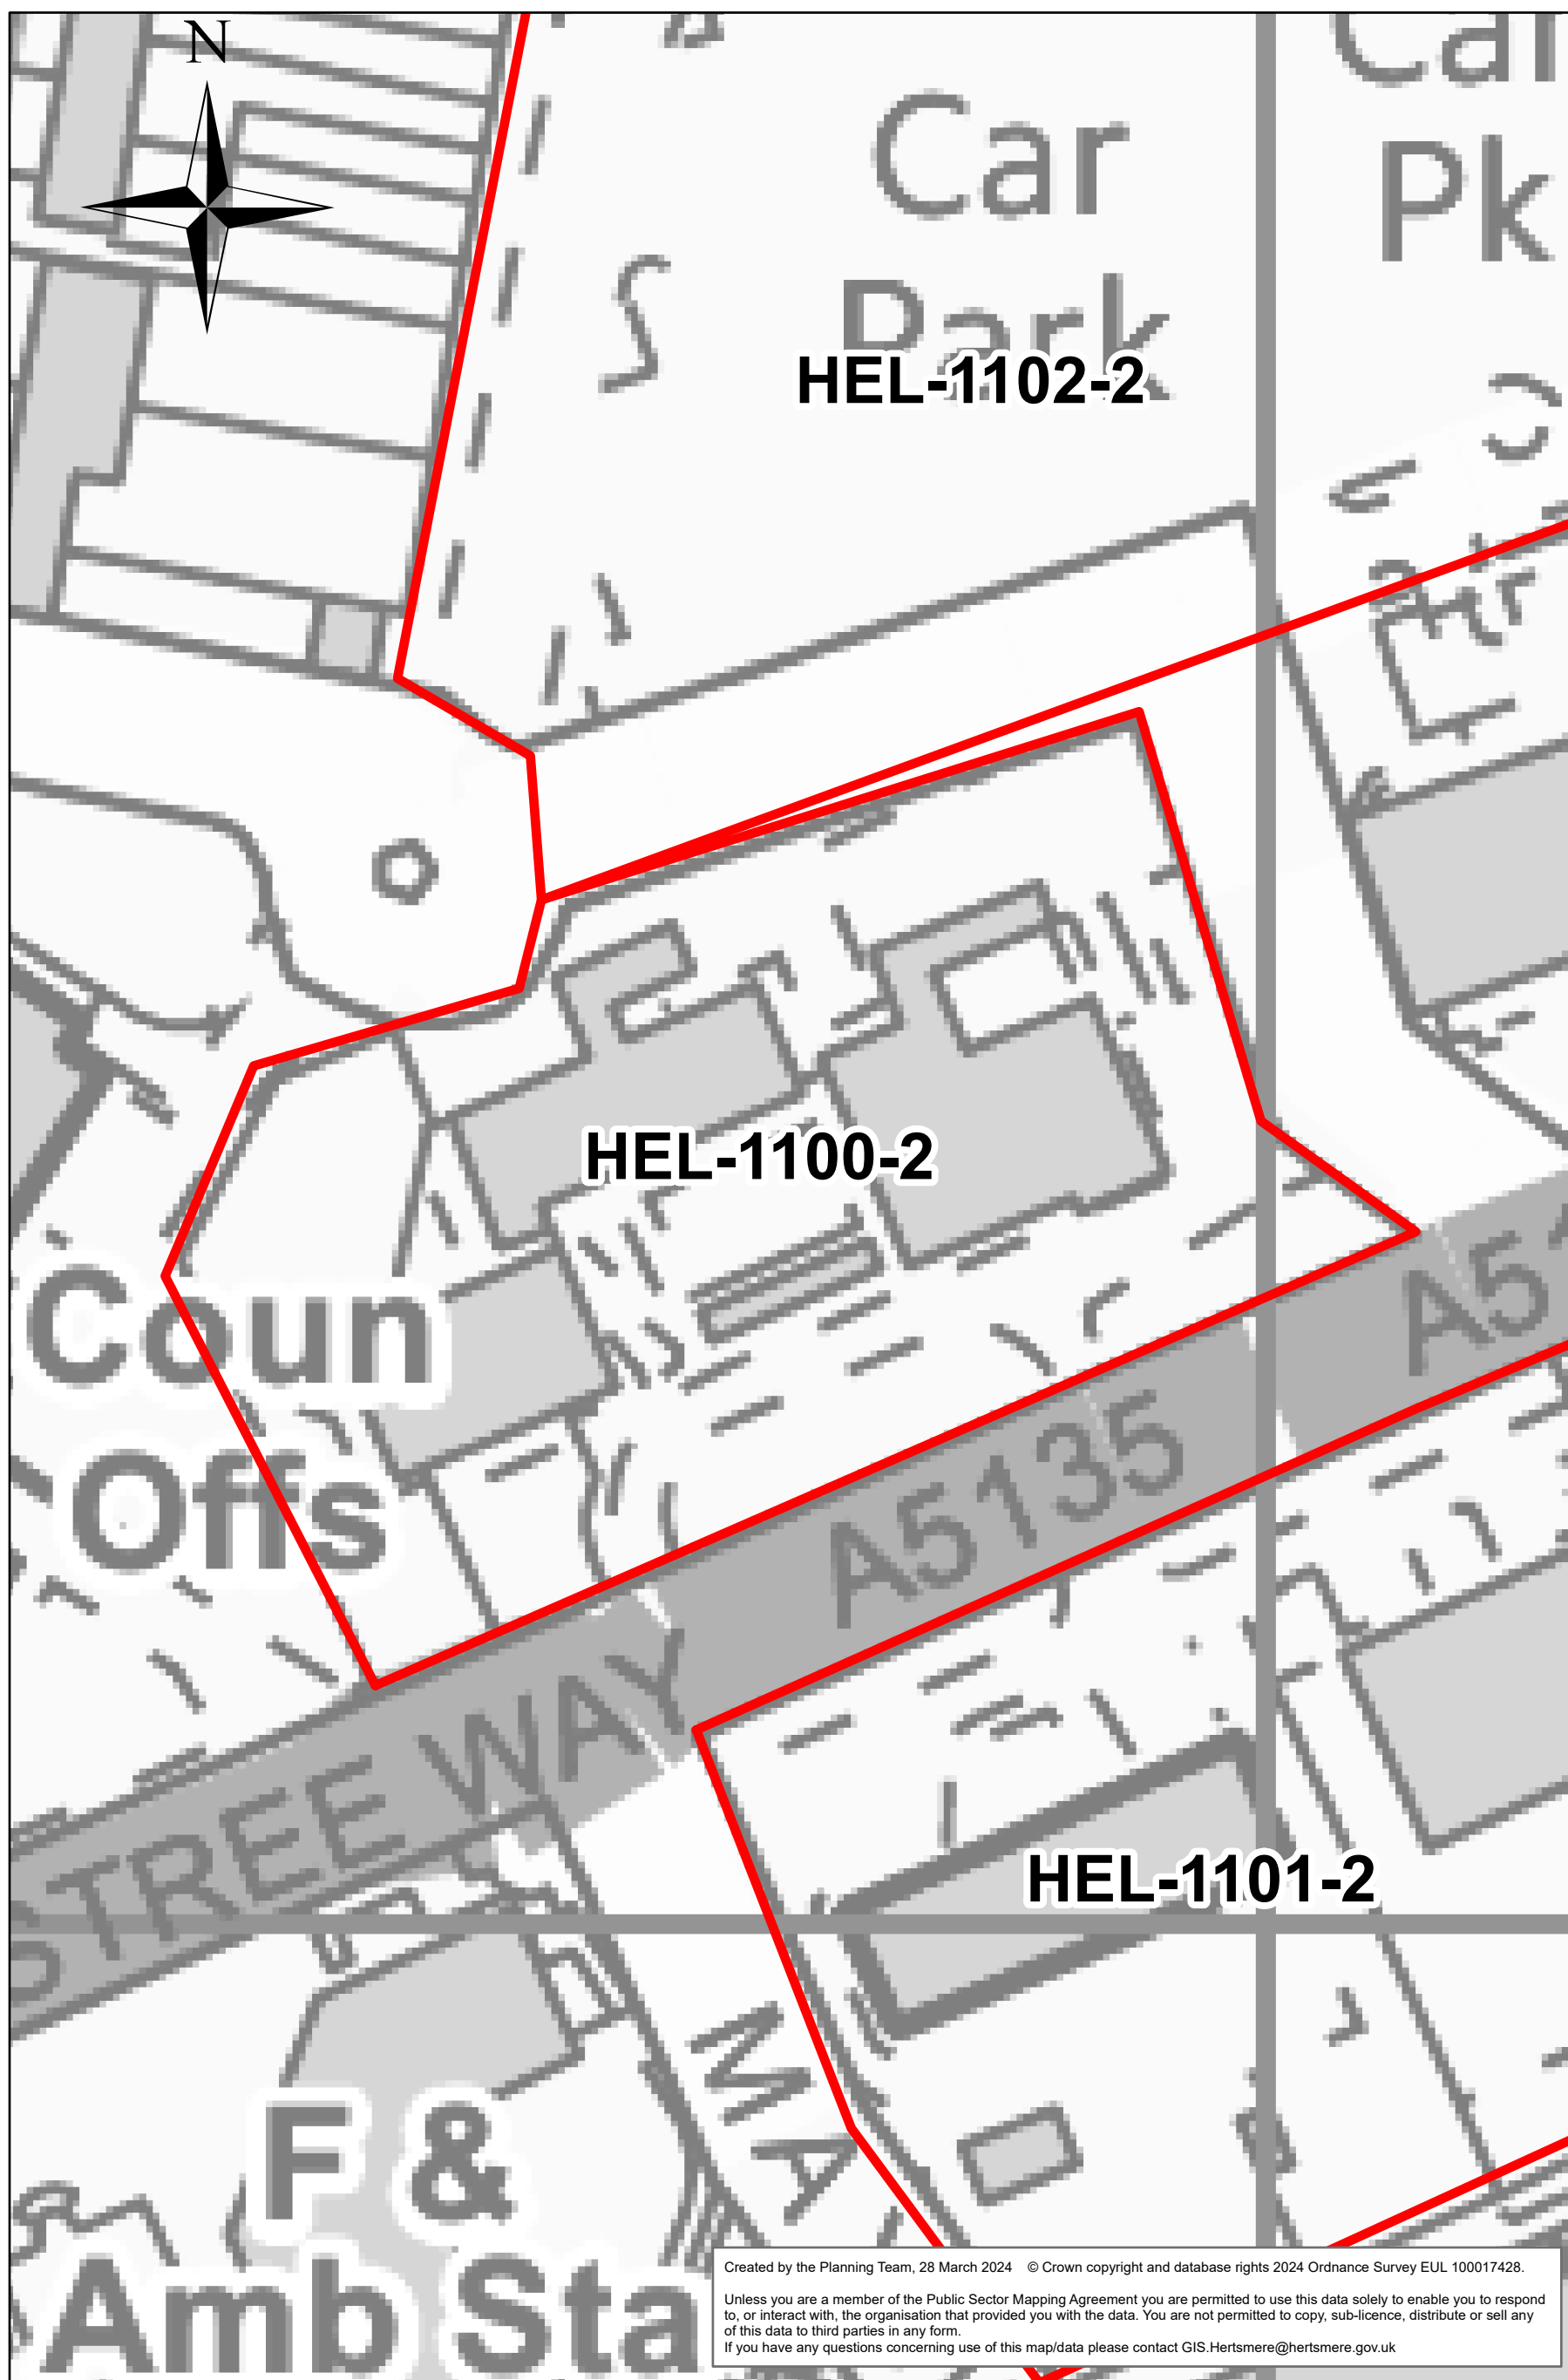 N
Car
Pk
Car
Park
HEL-1102-2
HEL-1100-2
Coun
Offs
A51
A5135
STREE WAY
HEL-1101-2
MA
F &
Amb Sta
Created by the Planning Team, 28 March 2024 © Crown copyright and database rights 2024 Ordnance Survey EUL 100017428.
Unless you are a member of the Public Sector Mapping Agreement you are permitted to use this data solely to enable you to respond
to, or interact with, the organisation that provided you with the data. You are not permitted to copy, sub-licence, distribute or sell any
of this data to third parties in any form.
If you have any questions concerning use of this map/data please contact GIS.Hertsmere@hertsmere.gov.uk